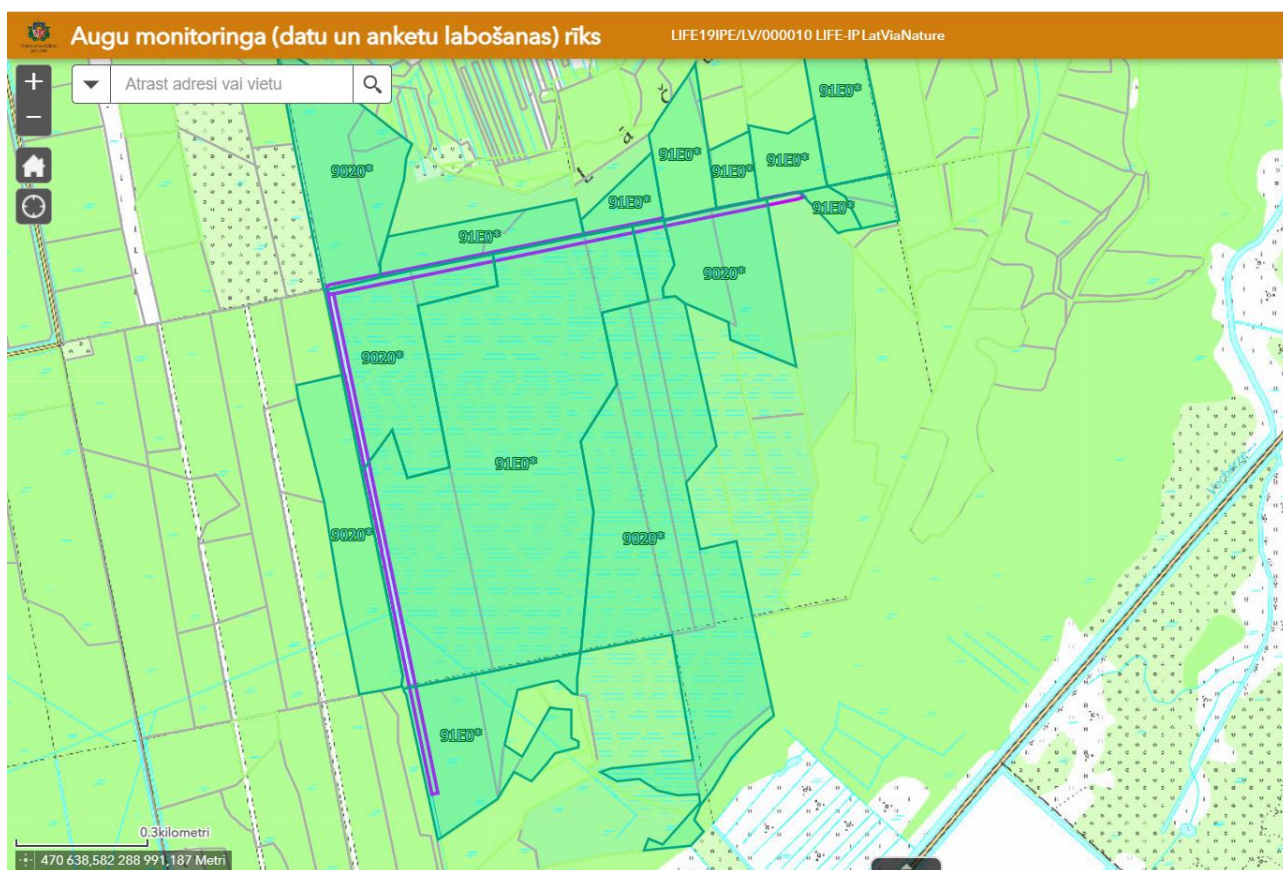 Augu monitoringa (datu un anketu labošanas) rīks
LIFE19IPE/LV/000010 LIFE-IP LatViaNature
+
Atrast adresi vai vietu
−
91E0*
91E0*
91E0*
91E0*
9020*
91E0*
91E0*
91E0*
9020*
9020*
91E0*
9020*
9020*
91E0*
0.3kilometri
470 638,582 288 991,187 Metri